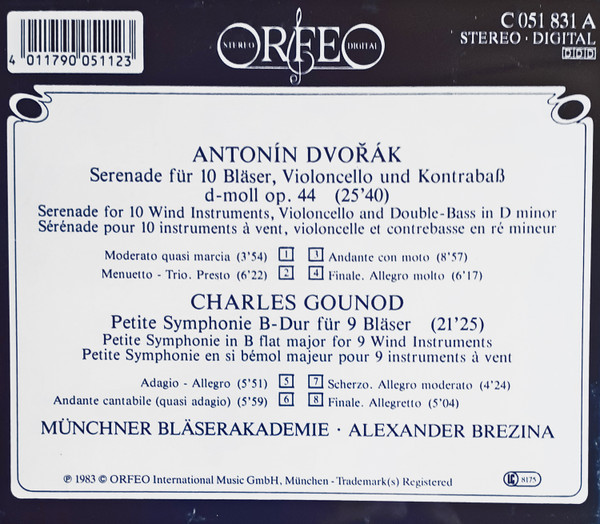 C 051 831 A
STEREO ORFEO DIGITAL
STEREO · DIGITAL
DDD
4 011790 051123
ANTONÍN DVOŘÁK
Serenade für 10 Bläser, Violoncello und Kontrabaß
d-moll op. 44 (25'40)
Serenade for 10 Wind Instruments, Violoncello and Double-Bass in D minor
Sérénade pour 10 instruments à vent, violoncelle et contrebasse en ré mineur
Moderato quasi marcia (3'54) 1 3 Andante con moto (8'57)
Menuetto - Trio. Presto (6'22) 2 4 Finale. Allegro molto (6'17)
CHARLES GOUNOD
Petite Symphonie B-Dur für 9 Bläser (21'25)
Petite Symphonie in B flat major for 9 Wind Instruments
Petite Symphonie en si bémol majeur pour 9 instruments à vent
Adagio - Allegro (5'51) 5 7 Scherzo. Allegro moderato (4'24)
Andante cantabile (quasi adagio) (5'59) 6 8 Finale. Allegretto (5'04)
MÜNCHNER BLÄSERAKADEMIE · ALEXANDER BREZINA
℗ 1983 © ORFEO International Music GmbH, München - Trademark(s) Registered
LC 8175